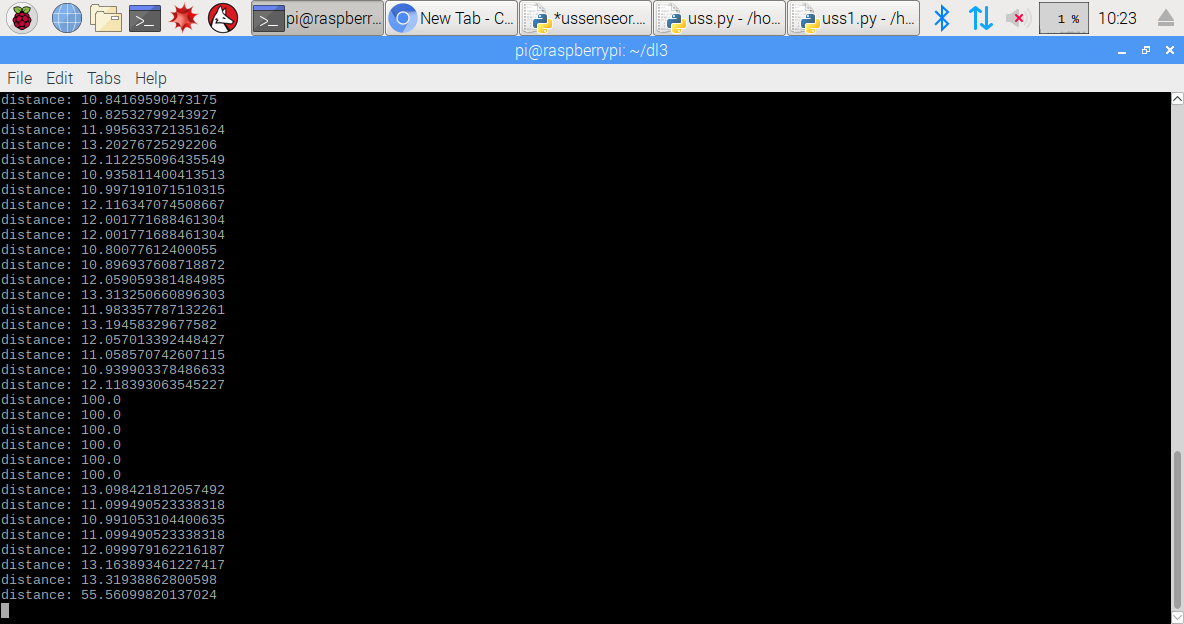 pi@raspberr... New Tab - C... *ussenseor.... uss.py - /ho... uss1.py - /h... 1 % 10:23
pi@raspberrypi: ~/dl3
File Edit Tabs Help
distance: 10.84169590473175
distance: 10.82532799243927
distance: 11.995633721351624
distance: 13.20276725292206
distance: 12.112255096435549
distance: 10.935811400413513
distance: 10.997191071510315
distance: 12.116347074508667
distance: 12.001771688461304
distance: 12.001771688461304
distance: 10.80077612400055
distance: 10.896937608718872
distance: 12.059059381484985
distance: 13.313250660896303
distance: 11.983357787132261
distance: 13.19458329677582
distance: 12.057013392448427
distance: 11.058570742607115
distance: 10.939903378486633
distance: 12.118393063545227
distance: 100.0
distance: 100.0
distance: 100.0
distance: 100.0
distance: 100.0
distance: 100.0
distance: 13.098421812057492
distance: 11.099490523338318
distance: 10.991053104400635
distance: 11.099490523338318
distance: 12.099979162216187
distance: 13.163893461227417
distance: 13.31938862800598
distance: 55.56099820137024